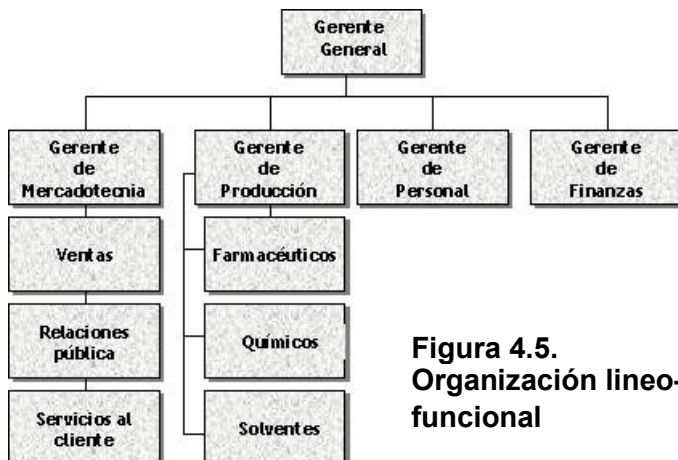 Gerente
General
Gerente
de
Mercadotecnia
Gerente
de
Producción
Gerente
de
Personal
Gerente
de
Finanzas
Ventas
Farmacéuticos
Relaciones
pública
Químicos
Servicios al
cliente
Solventes
Figura 4.5.
Organización lineo-
funcional